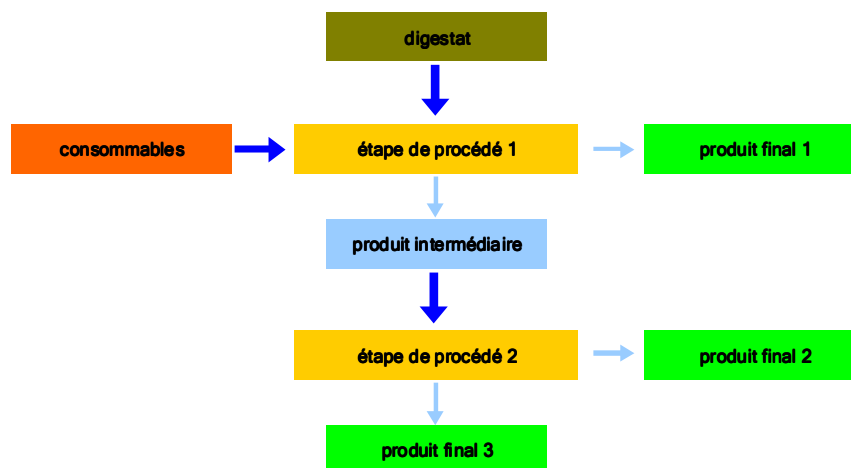 digestat
consommables
étape de procédé 1
produit final 1
produit intermédiaire
étape de procédé 2
produit final 2
produit final 3